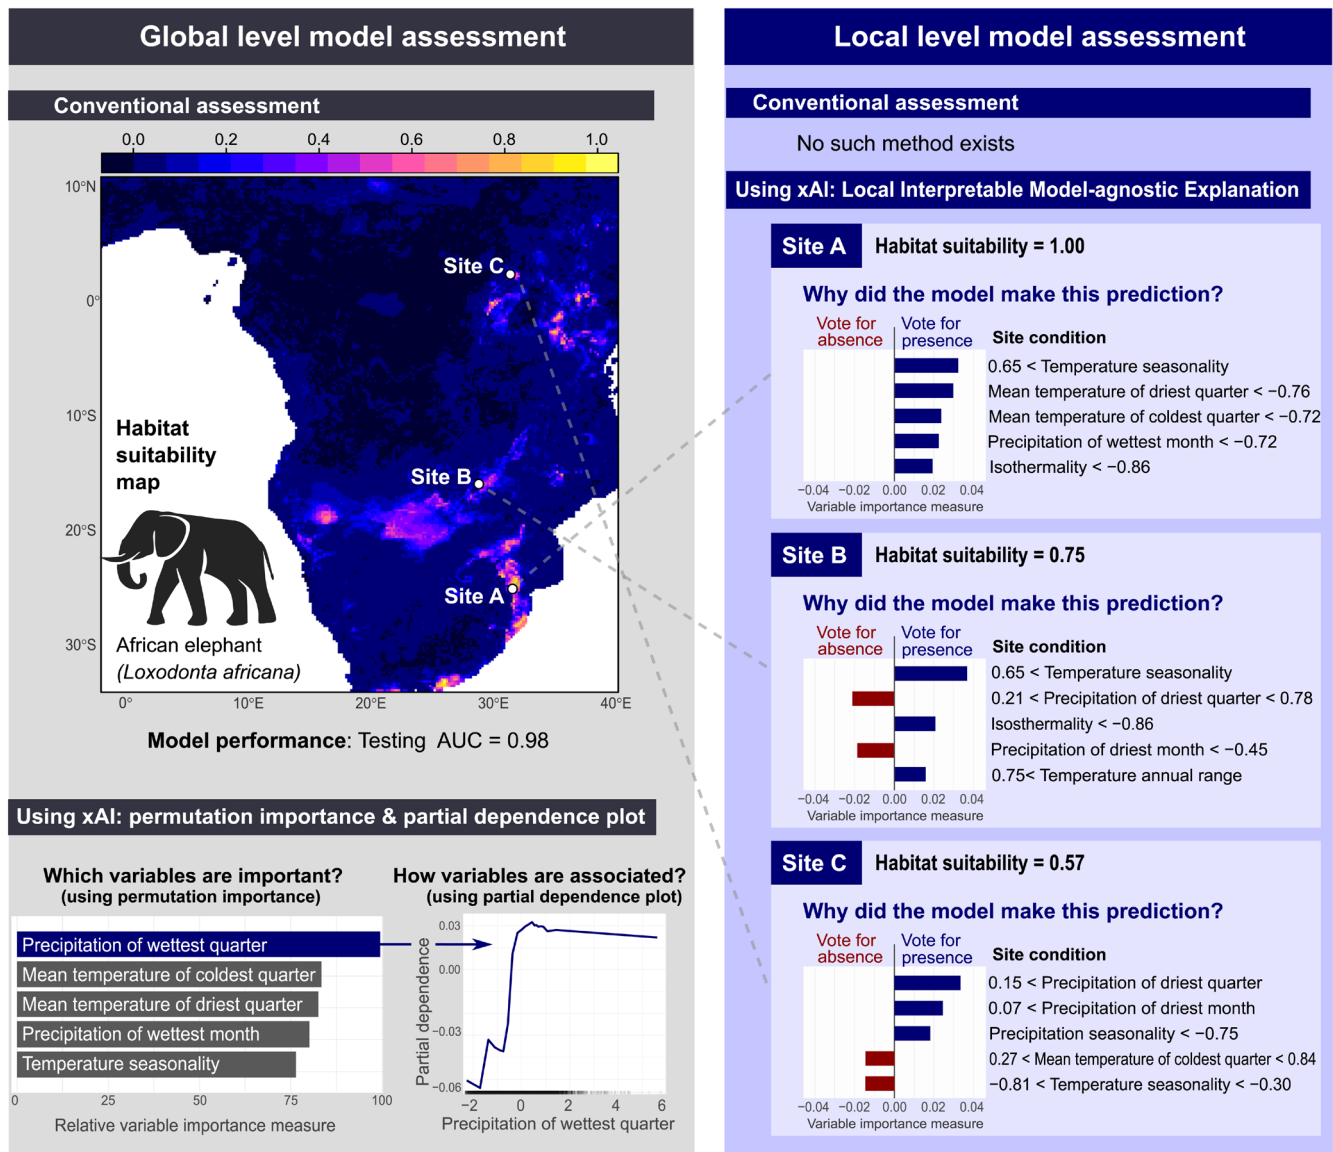 Global level model assessment
Conventional assessment
0.0 0.2 0.4 0.6 0.8 1.0
10°N
0°
10°S
20°S
30°S
Site C
Site B
Site A
Habitat
suitability
map
African elephant
(Loxodonta africana)
0° 10°E 20°E 30°E 40°E
Model performance: Testing AUC = 0.98
Using xAI: permutation importance & partial dependence plot
Which variables are important?
(using permutation importance)
Precipitation of wettest quarter
Mean temperature of coldest quarter
Mean temperature of driest quarter
Precipitation of wettest month
Temperature seasonality
0 25 50 75 100
Relative variable importance measure
How variables are associated?
(using partial dependence plot)
Partial dependence
0.03
0.00
−0.03
−0.06
−2 0 2 4 6
Precipitation of wettest quarter
Local level model assessment
Conventional assessment
No such method exists
Using xAI: Local Interpretable Model-agnostic Explanation
Site A Habitat suitability = 1.00
Why did the model make this prediction?
Vote for absence
Vote for presence
Site condition
0.65 < Temperature seasonality
Mean temperature of driest quarter < −0.76
Mean temperature of coldest quarter < −0.72
Precipitation of wettest month < −0.72
Isothermality < −0.86
−0.04 −0.02 0.00 0.02 0.04
Variable importance measure
Site B Habitat suitability = 0.75
Why did the model make this prediction?
Vote for absence
Vote for presence
Site condition
0.65 < Temperature seasonality
0.21 < Precipitation of driest quarter < 0.78
Isosthermality < −0.86
Precipitation of driest month < −0.45
0.75< Temperature annual range
−0.04 −0.02 0.00 0.02 0.04
Variable importance measure
Site C Habitat suitability = 0.57
Why did the model make this prediction?
Vote for absence
Vote for presence
Site condition
0.15 < Precipitation of driest quarter
0.07 < Precipitation of driest month
Precipitation seasonality < −0.75
0.27 < Mean temperature of coldest quarter < 0.84
−0.81 < Temperature seasonality < −0.30
−0.04 −0.02 0.00 0.02 0.04
Variable importance measure